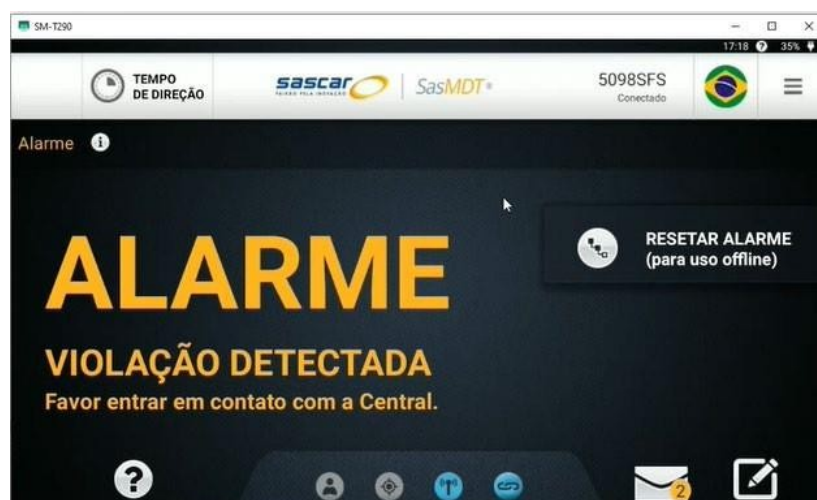 SM-T290
17:18 35%
TEMPO
DE DIREÇÃO
sascar
SasMDT
5098SFS
Conectado
Alarme
RESETAR ALARME
(para uso offline)
ALARME
VIOLAÇÃO DETECTADA
Favor entrar em contato com a Central.
?
2